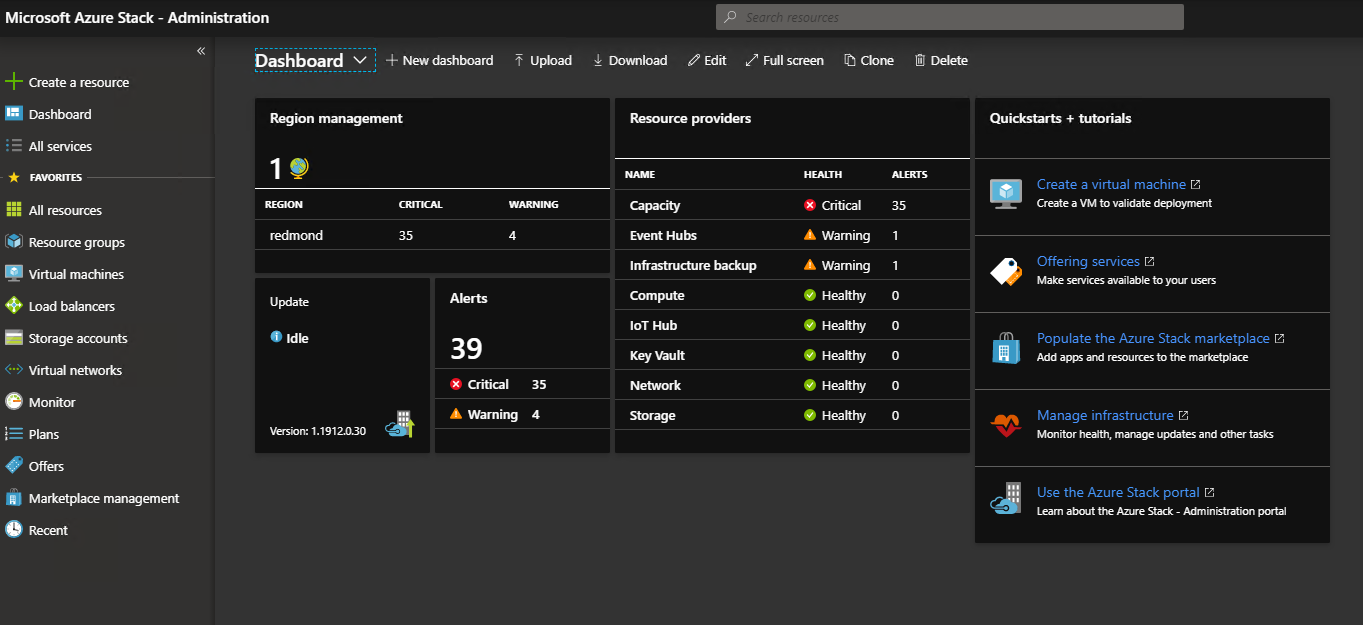 Microsoft Azure Stack - Administration
Search resources
«
Create a resource
Dashboard
All services
FAVORITES
All resources
Resource groups
Virtual machines
Load balancers
Storage accounts
Virtual networks
Monitor
Plans
Offers
Marketplace management
Recent
Dashboard New dashboard Upload Download Edit Full screen Clone Delete
Region management
1
REGION CRITICAL WARNING
redmond 35 4
Update
Idle
Version: 1.1912.0.30
Alerts
39
Critical 35
Warning 4
Resource providers
NAME HEALTH ALERTS
Capacity Critical 35
Event Hubs Warning 1
Infrastructure backup Warning 1
Compute Healthy 0
IoT Hub Healthy 0
Key Vault Healthy 0
Network Healthy 0
Storage Healthy 0
Quickstarts + tutorials
Create a virtual machine
Create a VM to validate deployment
Offering services
Make services available to your users
Populate the Azure Stack marketplace
Add apps and resources to the marketplace
Manage infrastructure
Monitor health, manage updates and other tasks
Use the Azure Stack portal
Learn about the Azure Stack - Administration portal